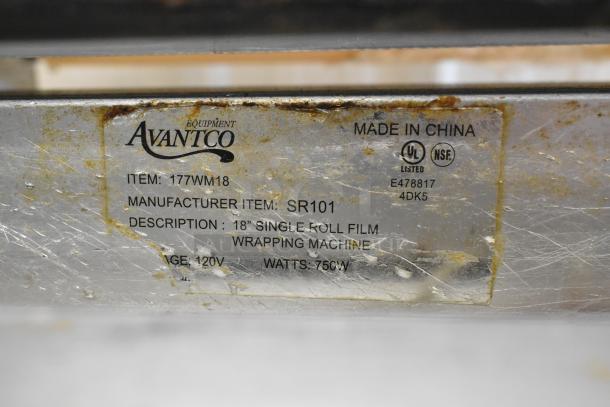 EQUIPMENT
AVANTCO
MADE IN CHINA
UL
LISTED
NSF
E478817
4DK5
ITEM: 177WM18
MANUFACTURER ITEM: SR101
DESCRIPTION : 18" SINGLE ROLL FILM
WRAPPING MACHINE
AGE, 120V WATTS: 750W